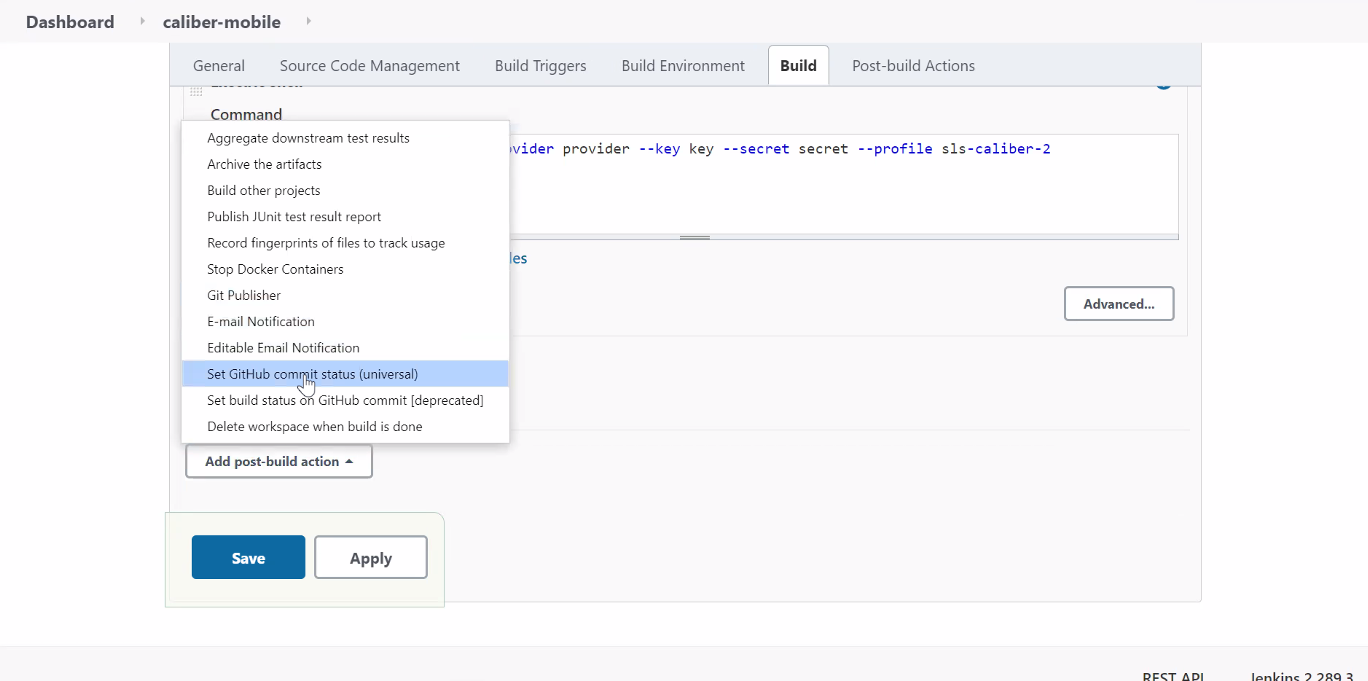 Dashboard caliber-mobile
General Source Code Management Build Triggers Build Environment Build Post-build Actions
Command
provider --key key --secret secret --profile sls-caliber-2
Aggregate downstream test results
Archive the artifacts
Build other projects
Publish JUnit test result report
Record fingerprints of files to track usage
Stop Docker Containers
Git Publisher
E-mail Notification
Editable Email Notification
Set GitHub commit status (universal)
Set build status on GitHub commit [deprecated]
Delete workspace when build is done
Advanced...
Add post-build action
Save Apply
REST API Jenkins 2.289.3